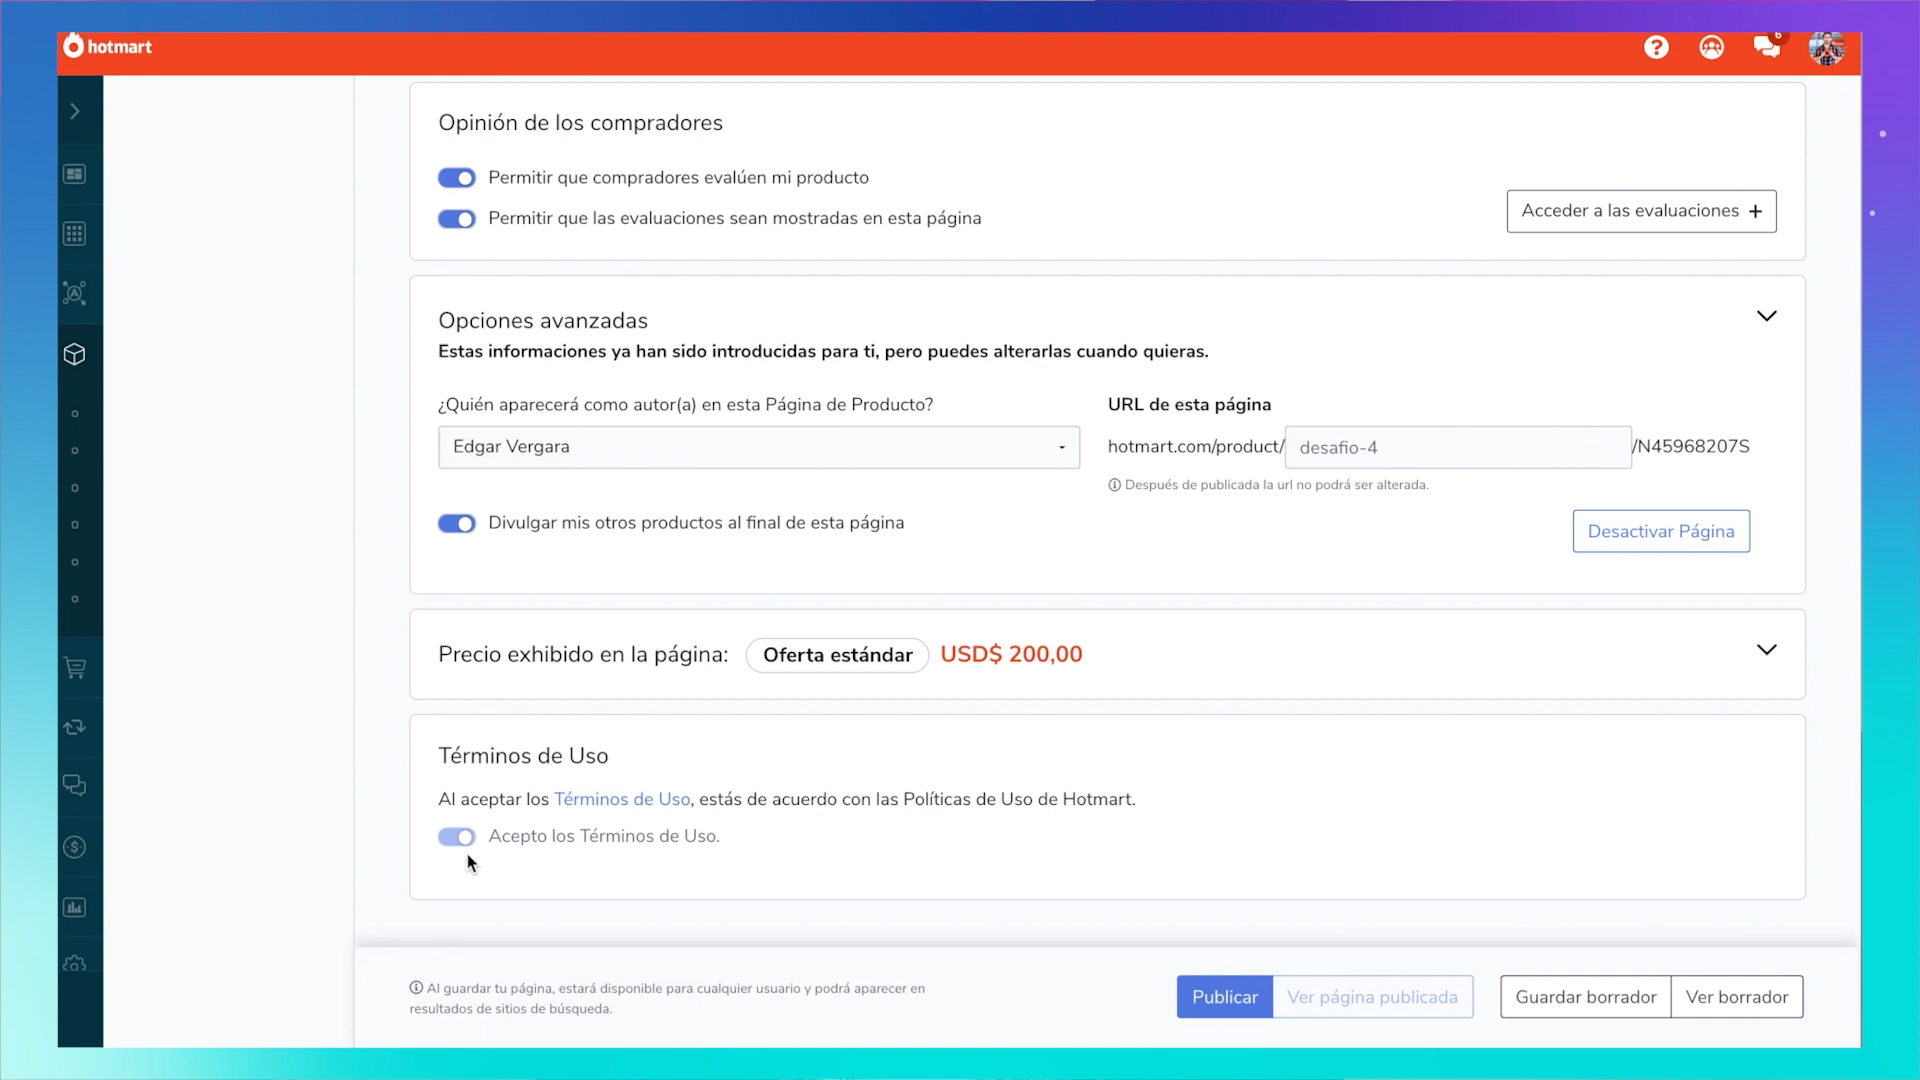 hotmart
6
Opinión de los compradores
Permitir que compradores evalúen mi producto
Permitir que las evaluaciones sean mostradas en esta página
Acceder a las evaluaciones +
Opciones avanzadas
Estas informaciones ya han sido introducidas para ti, pero puedes alterarlas cuando quieras.
¿Quién aparecerá como autor(a) en esta Página de Producto?
URL de esta página
Edgar Vergara
hotmart.com/product/ desafio-4 /N45968207S
Después de publicada la url no podrá ser alterada.
Divulgar mis otros productos al final de esta página
Desactivar Página
Precio exhibido en la página: Oferta estándar USD$ 200,00
Términos de Uso
Al aceptar los Términos de Uso, estás de acuerdo con las Políticas de Uso de Hotmart.
Acepto los Términos de Uso.
Al guardar tu página, estará disponible para cualquier usuario y podrá aparecer en
resultados de sitios de búsqueda.
Publicar Ver página publicada Guardar borrador Ver borrador